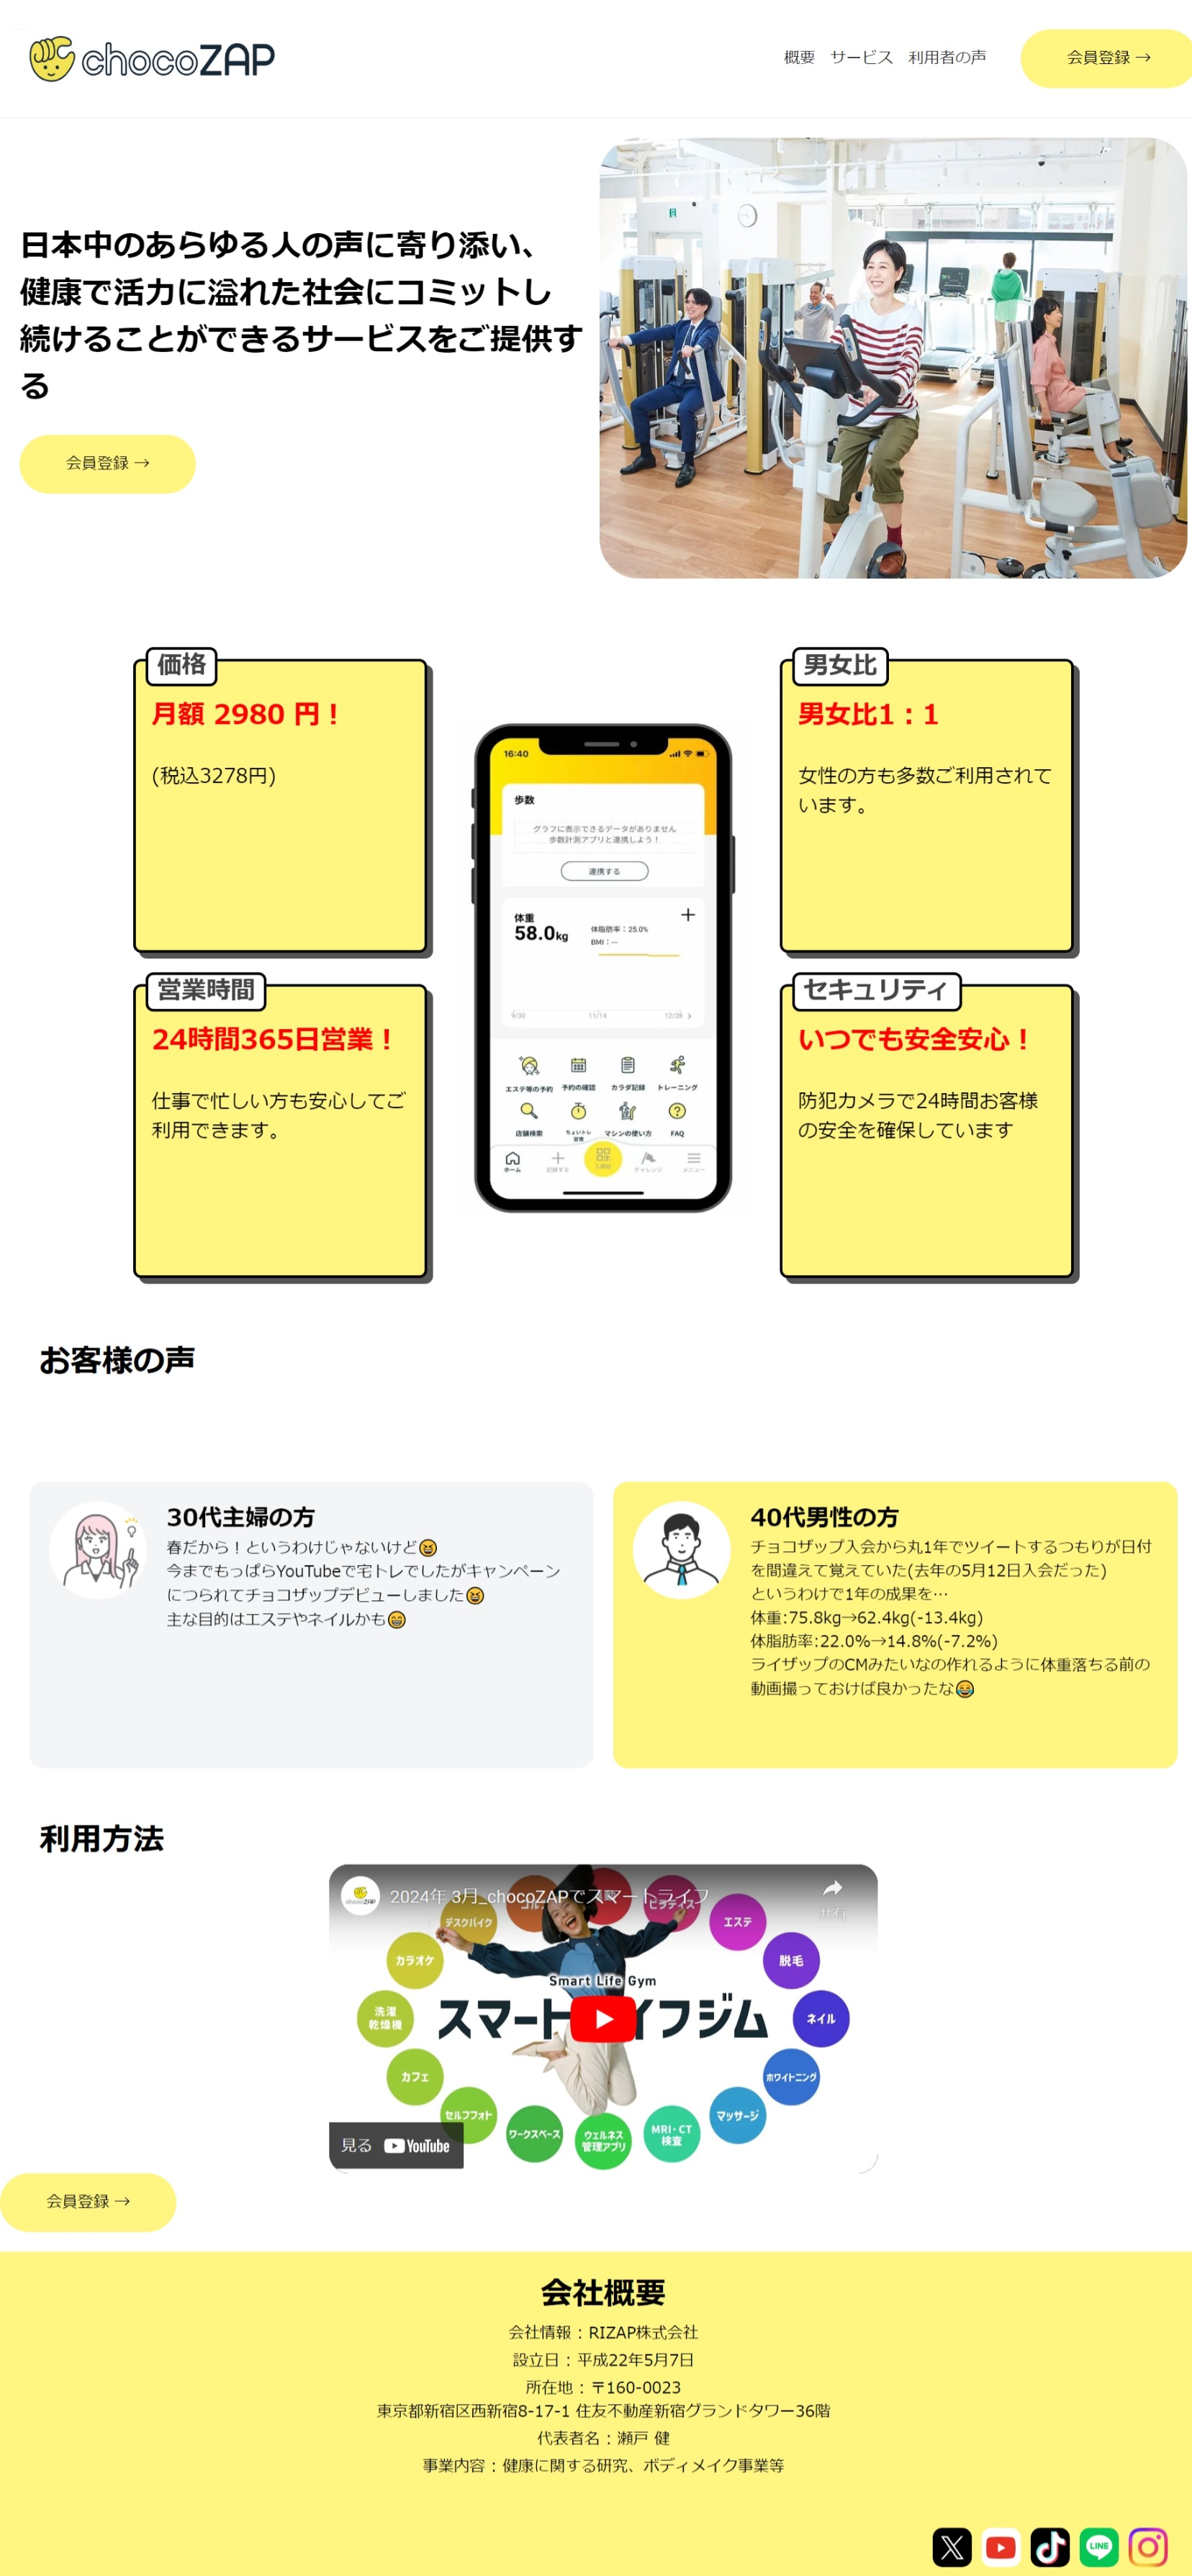 chocoZAP
概要 サービス 利用者の声 会員登録 →
日本中のあらゆる人の声に寄り添い、
健康で活力に溢れた社会にコミットし
続けることができるサービスをご提供す
る
会員登録 →
価格
月額 2980 円！
(税込3278円)
営業時間
24時間365日営業！
仕事で忙しい方も安心してご
利用できます。
16:40
歩数
グラフに表示できるデータがありません
歩数計測アプリと連携しよう！
連携する
体重
58.0kg
体脂肪率：25.0%
BMI：--
9/30 11/14 12/28
エステ等の予約 予約の確認 カラダ記録 トレーニング
店舗検索 ちょいトレ マシンの使い方 FAQ
習慣
ホーム 記録する チャレンジ メニュー
男女比
男女比1：1
女性の方も多数ご利用されて
います。
セキュリティ
いつでも安全安心！
防犯カメラで24時間お客様
の安全を確保しています
お客様の声
30代主婦の方
春だから！というわけじゃないけど😆
今までもっぱらYouTubeで宅トレでしたがキャンペーン
につられてチョコザップデビューしました😆
主な目的はエステやネイルかも😁
40代男性の方
チョコザップ入会から丸1年でツイートするつもりが日付
を間違えて覚えていた(去年の5月12日入会だった)
というわけで1年の成果を…
体重:75.8kg→62.4kg(-13.4kg)
体脂肪率:22.0%→14.8%(-7.2%)
ライザップのCMみたいなの作れるように体重落ちる前の
動画撮っておけば良かったな😂
利用方法
chocoZAP
2024年 3月_chocoZAPでスマートライフ
共有
デスクバイク
ピラティス
エステ
カラオケ
脱毛
Smart Life Gym
洗濯
乾燥機
スマートイフジム
ネイル
カフェ
ホワイトニング
セルフフォト
マッサージ
ワークスペース
ウェルネス
管理アプリ
MRI・CT
検査
見る YouTube
会員登録 →
会社概要
会社情報：RIZAP株式会社
設立日：平成22年5月7日
所在地：〒160-0023
東京都新宿区西新宿8-17-1 住友不動産新宿グランドタワー36階
代表者名：瀬戸 健
事業内容：健康に関する研究、ボディメイク事業等
LINE